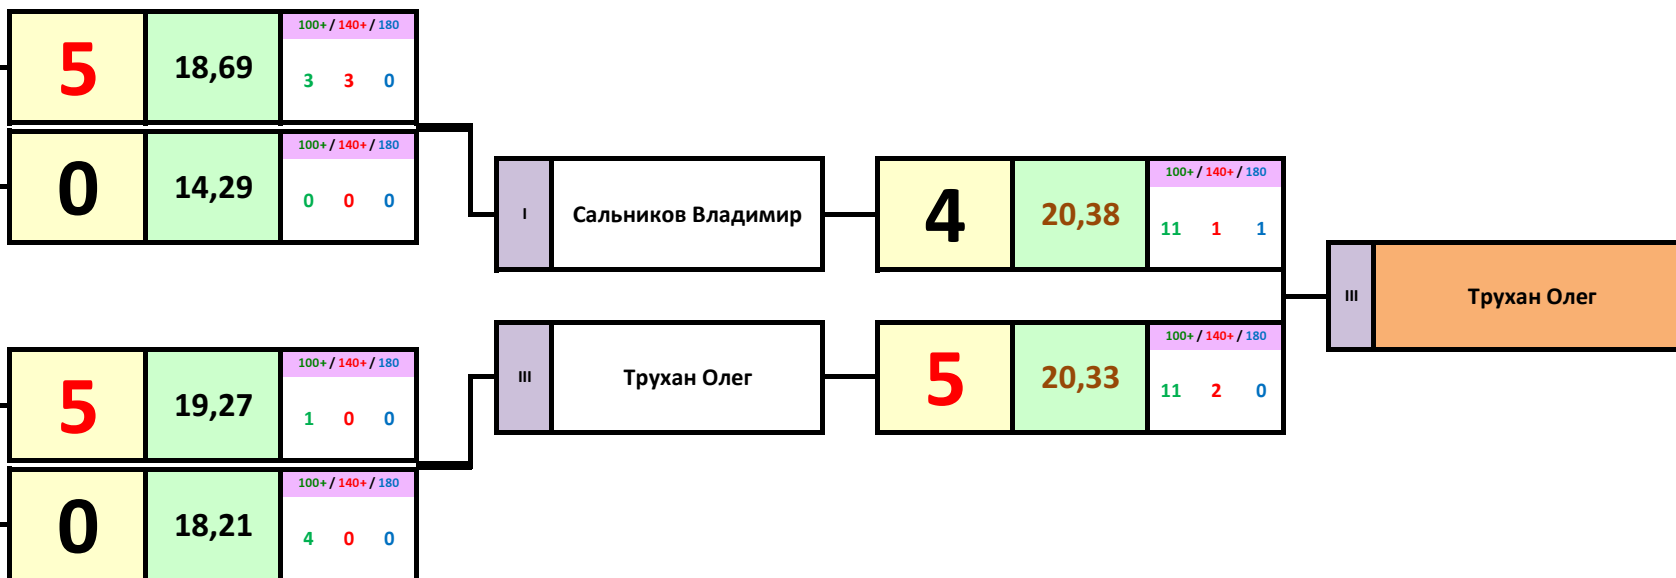 100+ / 140+ / 180
5 18,69 3 3 0
100+ / 140+ / 180
0 14,29 0 0 0
I Сальников Владимир
100+ / 140+ / 180
4 20,38 11 1 1
III Трухан Олег
100+ / 140+ / 180
5 20,33 11 2 0
III Трухан Олег
100+ / 140+ / 180
5 19,27 1 0 0
100+ / 140+ / 180
0 18,21 4 0 0